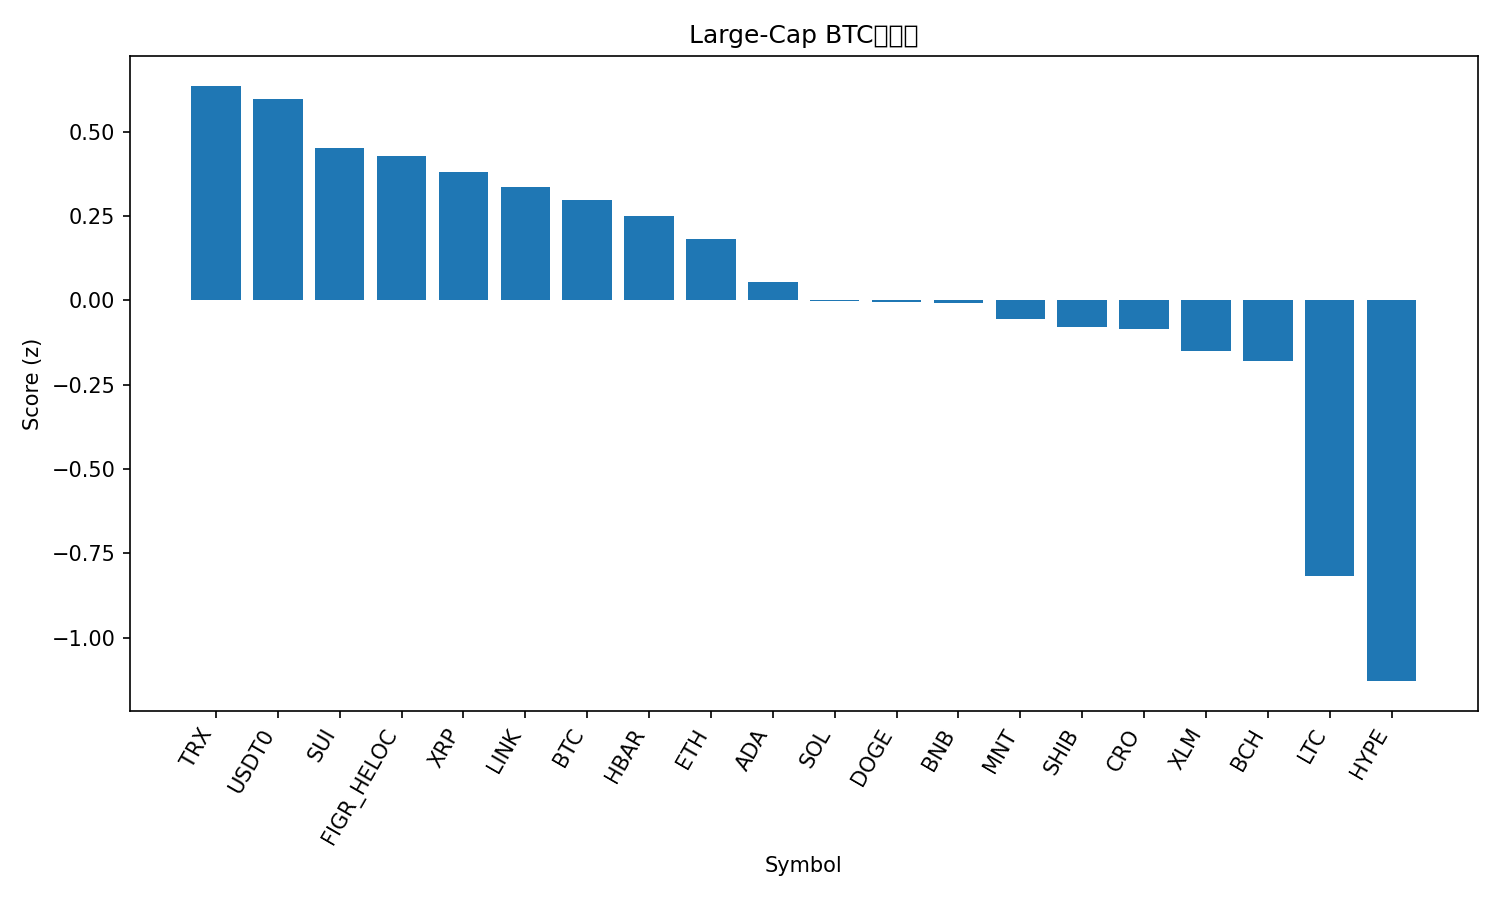 Large-Cap BTC
0.50
0.25
0.00
−0.25
−0.50
−0.75
−1.00
Score (z)
TRX
USDT0
SUI
FIGR_HELOC
XRP
LINK
BTC
HBAR
ETH
ADA
SOL
DOGE
BNB
MNT
SHIB
CRO
XLM
BCH
LTC
HYPE
Symbol